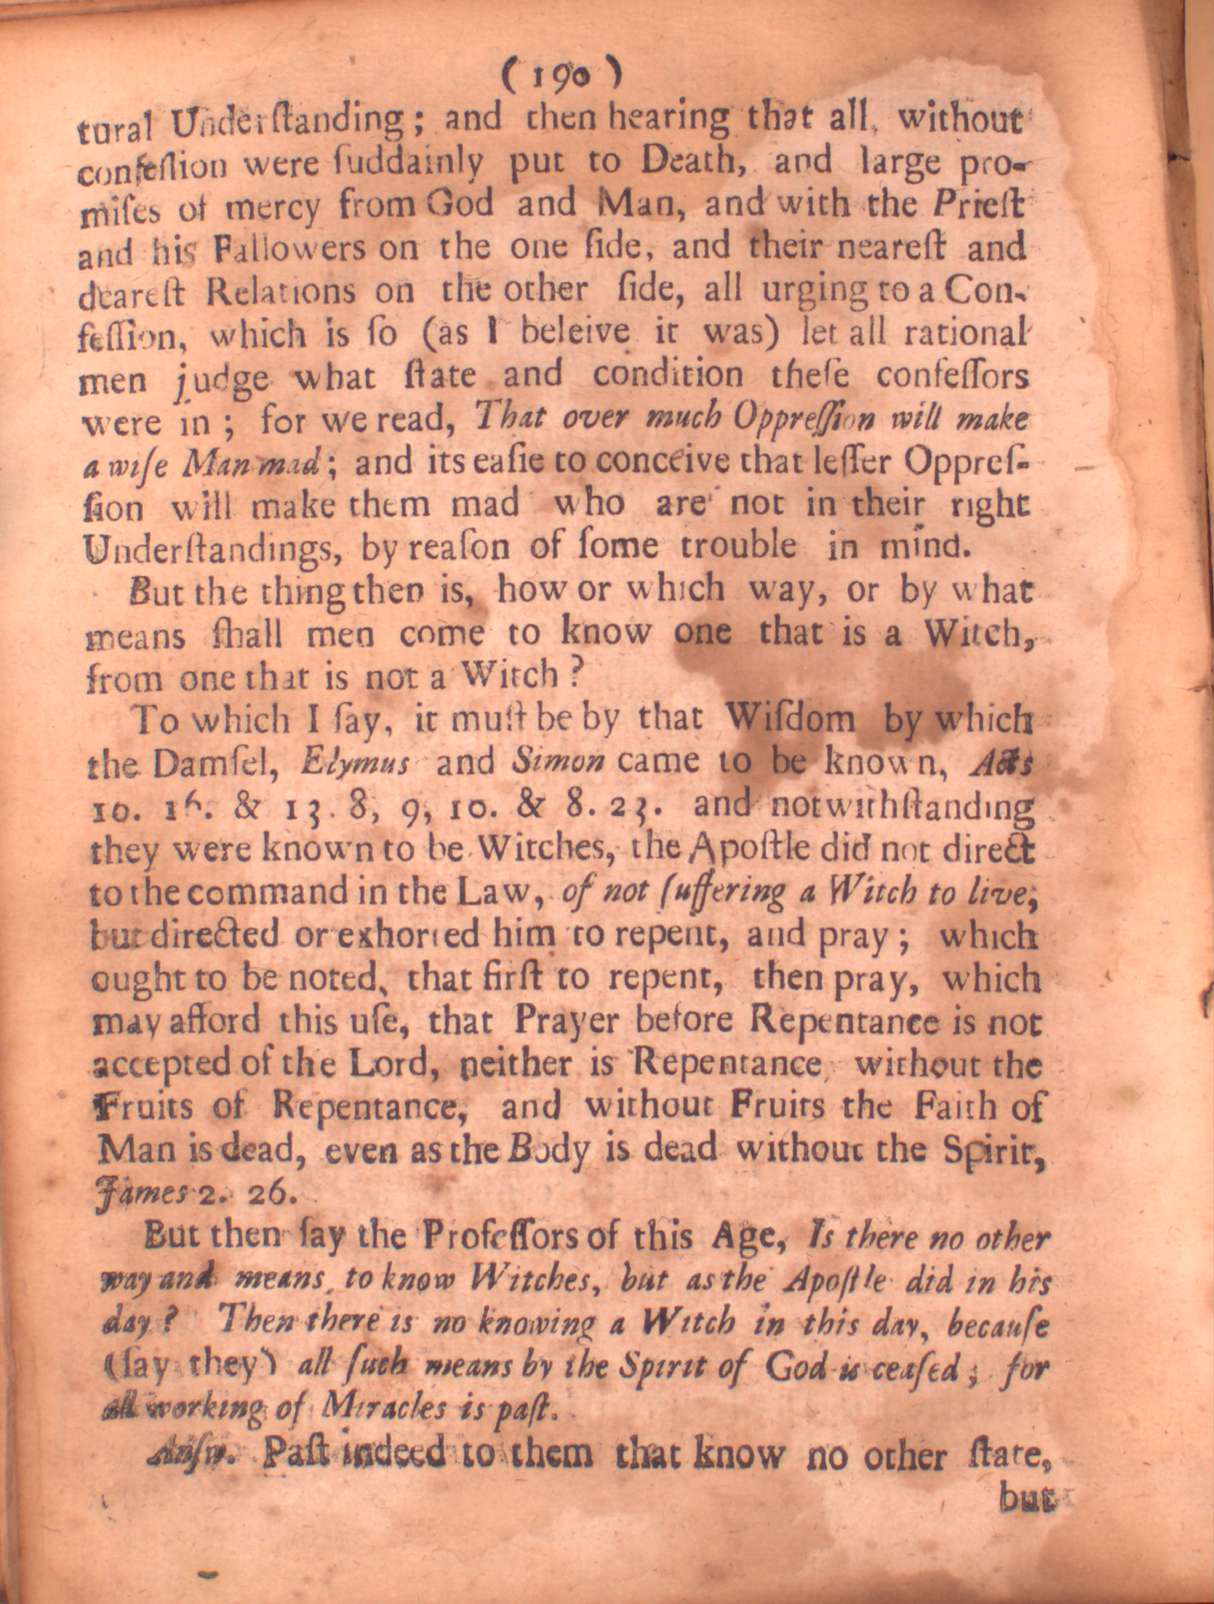 ( 190 )
tural Underſtanding; and then hearing that all, without
confeſſion were ſuddainly put to Death, and large pro-
miſes of mercy from God and Man, and with the Prieſt
and his Fallowers on the one ſide, and their neareſt and
deareſt Relations on the other ſide, all urging to a Con-
feſſion, which is ſo (as I beleive it was) let all rational
men judge what ſtate and condition theſe confeſſors
were in; for we read, That over much Oppreſſion will make
a wiſe Man mad; and its eaſie to conceive that leſſer Oppreſ-
ſion will make them mad who are not in their right
Underſtandings, by reaſon of ſome trouble in mind.
But the thing then is, how or which way, or by what
means ſhall men come to know one that is a Witch,
from one that is not a Witch?
To which I ſay, it muſt be by that Wiſdom by which
the Damſel, Elymus and Simon came to be known, Acts
10. 16. & 13. 8, 9, 10. & 8. 23. and notwithſtanding
they were known to be Witches, the Apoſtle did not direct
to the command in the Law, of not ſuffering a Witch to live;
but directed or exhorted him to repent, and pray; which
ought to be noted, that firſt to repent, then pray, which
may afford this uſe, that Prayer before Repentance is not
accepted of the Lord, neither is Repentance without the
Fruits of Repentance, and without Fruits the Faith of
Man is dead, even as the Body is dead without the Spirit,
James 2. 26.
But then ſay the Profeſſors of this Age, Is there no other
way and means to know Witches, but as the Apoſtle did in his
day? Then there is no knowing a Witch in this day, becauſe
(ſay they) all ſuch means by the Spirit of God is ceaſed; for
all working of Miracles is paſt.
Anſw. Paſt indeed to them that know no other ſtate,
but